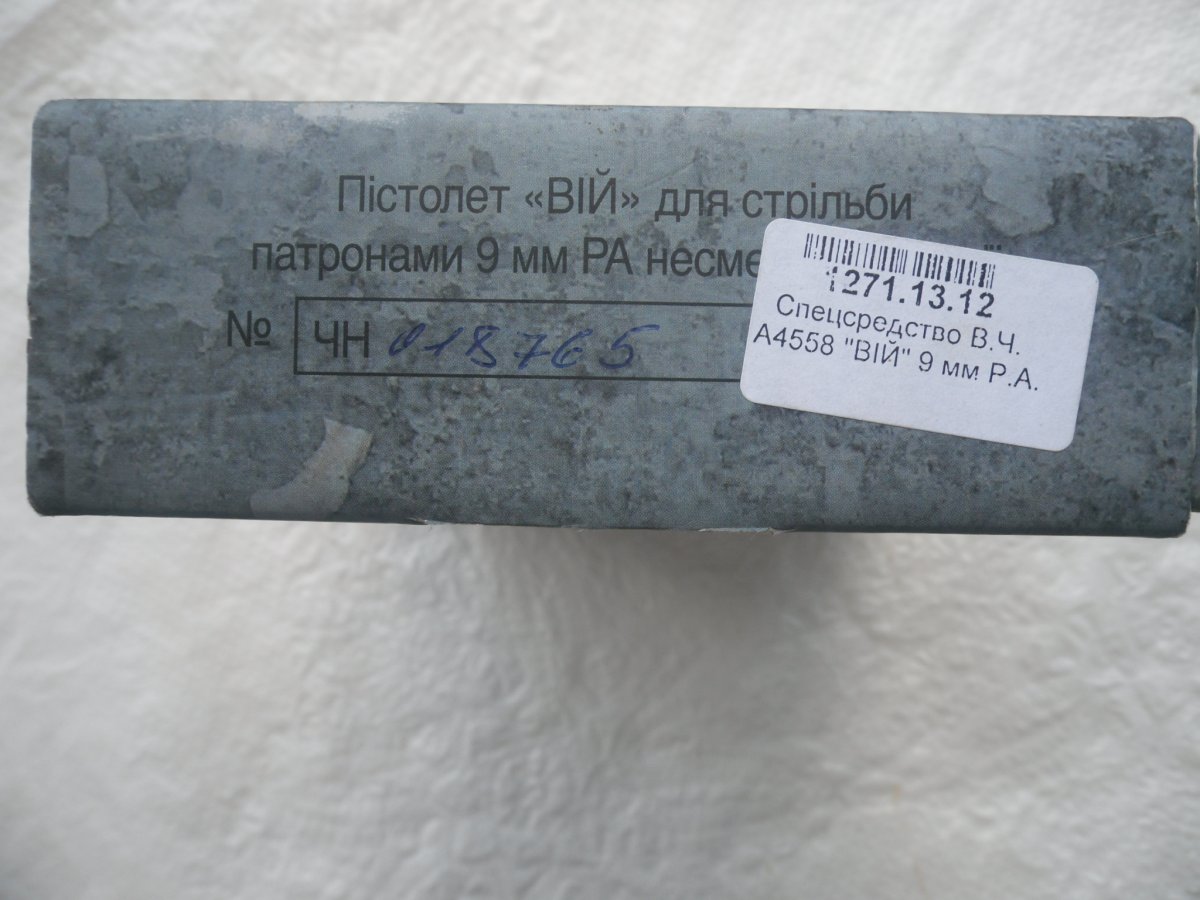 Пістолет «ВІЙ» для стрільби
патронами 9 мм РА несме
№ ЧН 018765
1271.13.12
Спецсредство В.Ч.
А4558 "ВІЙ" 9 мм Р.А.